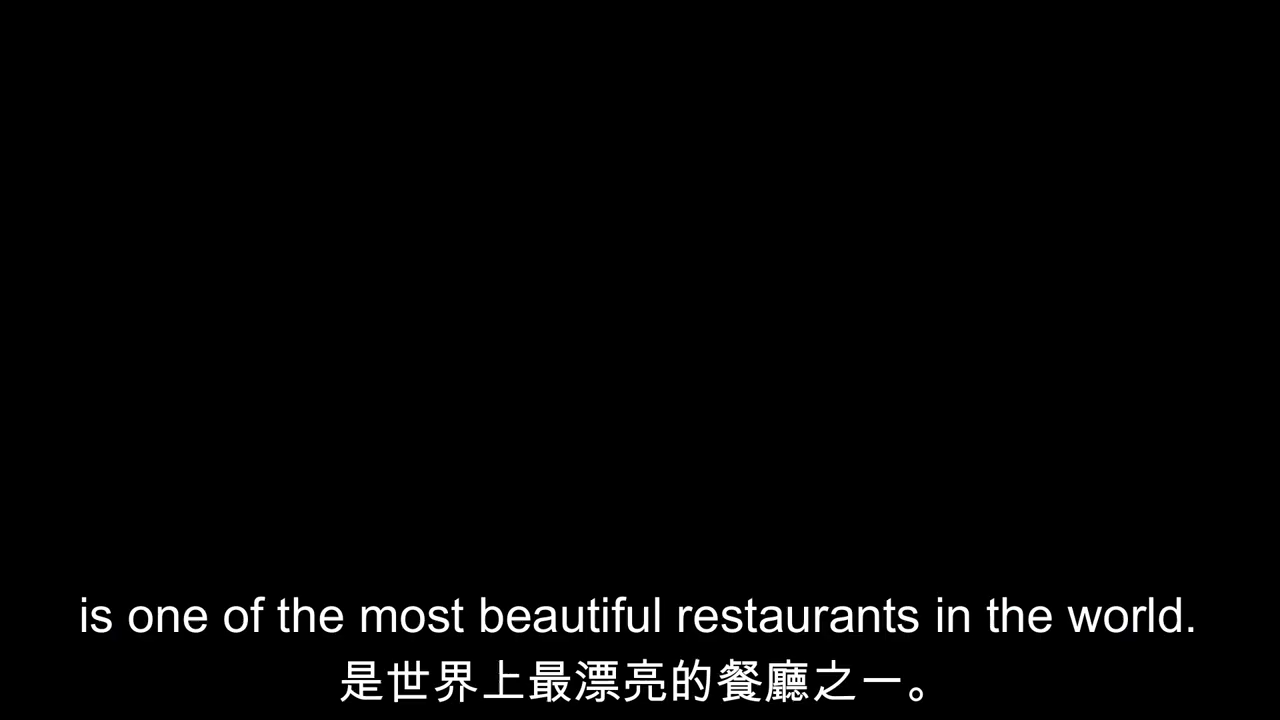 is one of the most beautiful restaurants in the world.
是世界上最漂亮的餐廳之一。